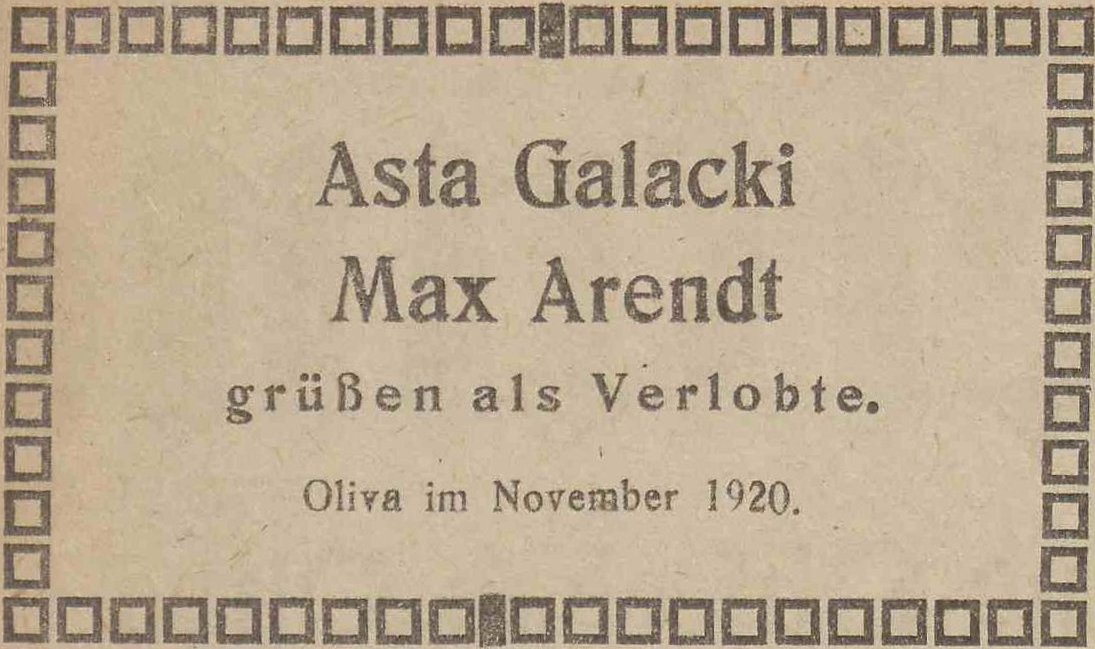 Asta Galacki
Max Arendt
grüßen als Verlobte.
Oliva im November 1920.